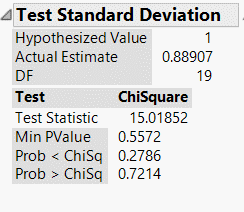 Test Standard Deviation
Hypothesized Value 1
Actual Estimate 0.88907
DF 19
Test ChiSquare
Test Statistic 15.01852
Min PValue 0.5572
Prob < ChiSq 0.2786
Prob > ChiSq 0.7214